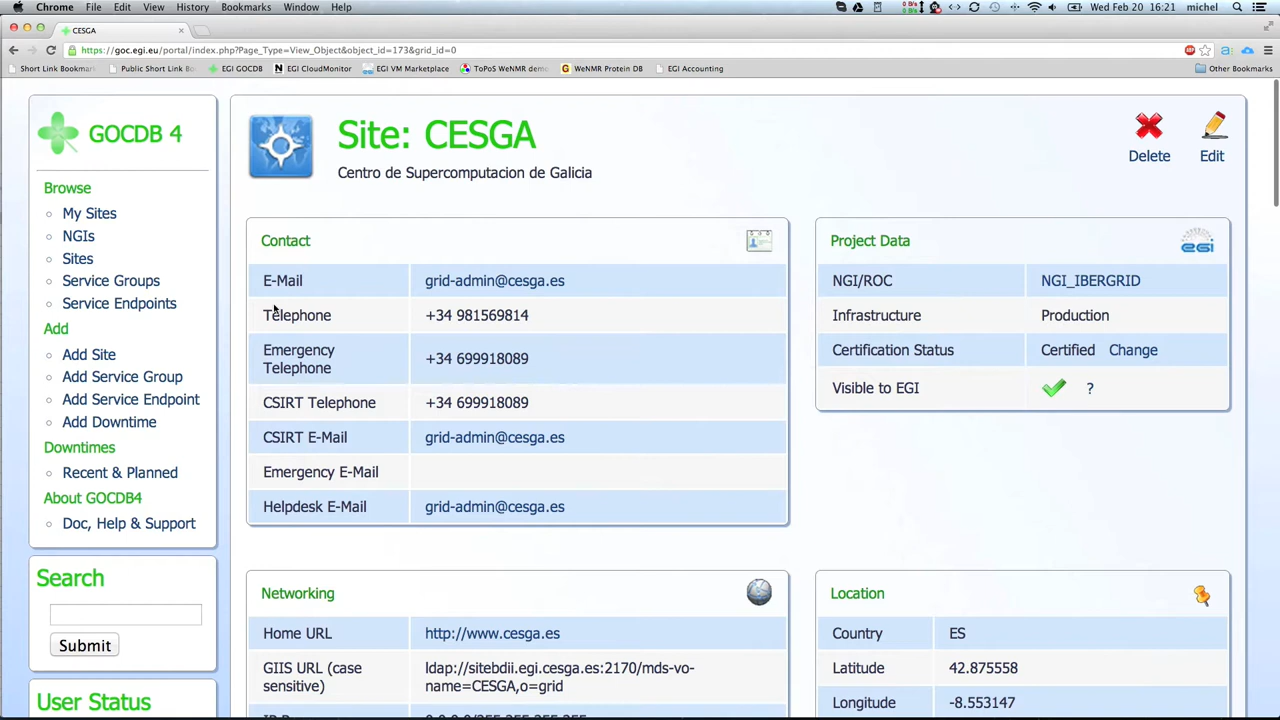 Chrome File Edit View History Bookmarks Window Help Wed Feb 20 16:21 michel
CESGA
https://goc.egi.eu/portal/index.php?Page_Type=View_Object&object_id=173&grid_id=0
Short Link Bookmar Public Short Link B EGI GOCDB EGI CloudMonitor EGI VM Marketplace ToPoS WeNMR deme WeNMR Protein DB EGI Accounting Other Bookmarks
GOCDB 4
Browse
My Sites
NGIs
Sites
Service Groups
Service Endpoints
Add
Add Site
Add Service Group
Add Service Endpoint
Add Downtime
Downtimes
Recent & Planned
About GOCDB4
Doc, Help & Support
Search
Submit
User Status
Site: CESGA
Centro de Supercomputacion de Galicia
Delete Edit
Contact
E-Mail grid-admin@cesga.es
Telephone +34 981569814
Emergency
Telephone +34 699918089
CSIRT Telephone +34 699918089
CSIRT E-Mail grid-admin@cesga.es
Emergency E-Mail
Helpdesk E-Mail grid-admin@cesga.es
Project Data
egi
NGI/ROC NGI_IBERGRID
Infrastructure Production
Certification Status Certified Change
Visible to EGI ?
Networking
Home URL http://www.cesga.es
GIIS URL (case ldap://sitebdii.egi.cesga.es:2170/mds-vo-
sensitive) name=CESGA,o=grid
Location
Country ES
Latitude 42.875558
Longitude -8.553147